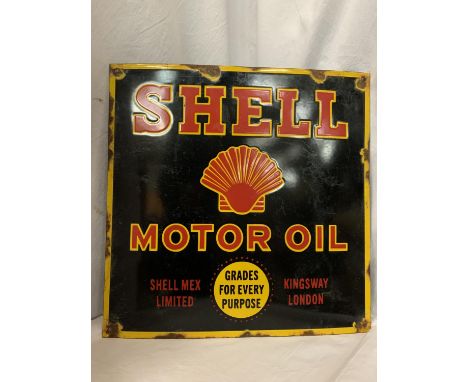 SHELL
MOTOR OIL
SHELL MEX
LIMITED
GRADES
FOR EVERY
PURPOSE
KINGSWAY
LONDON